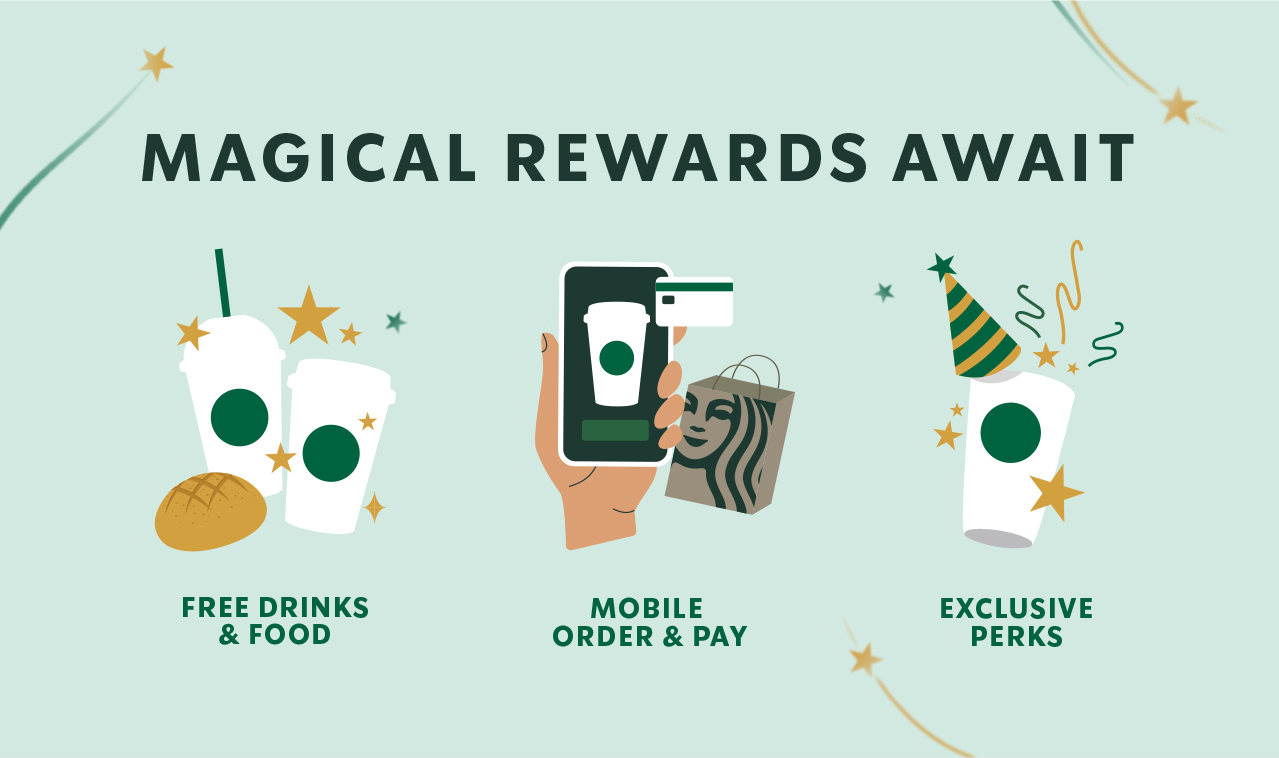 MAGICAL REWARDS AWAIT
FREE DRINKS
& FOOD
MOBILE
ORDER & PAY
EXCLUSIVE
PERKS